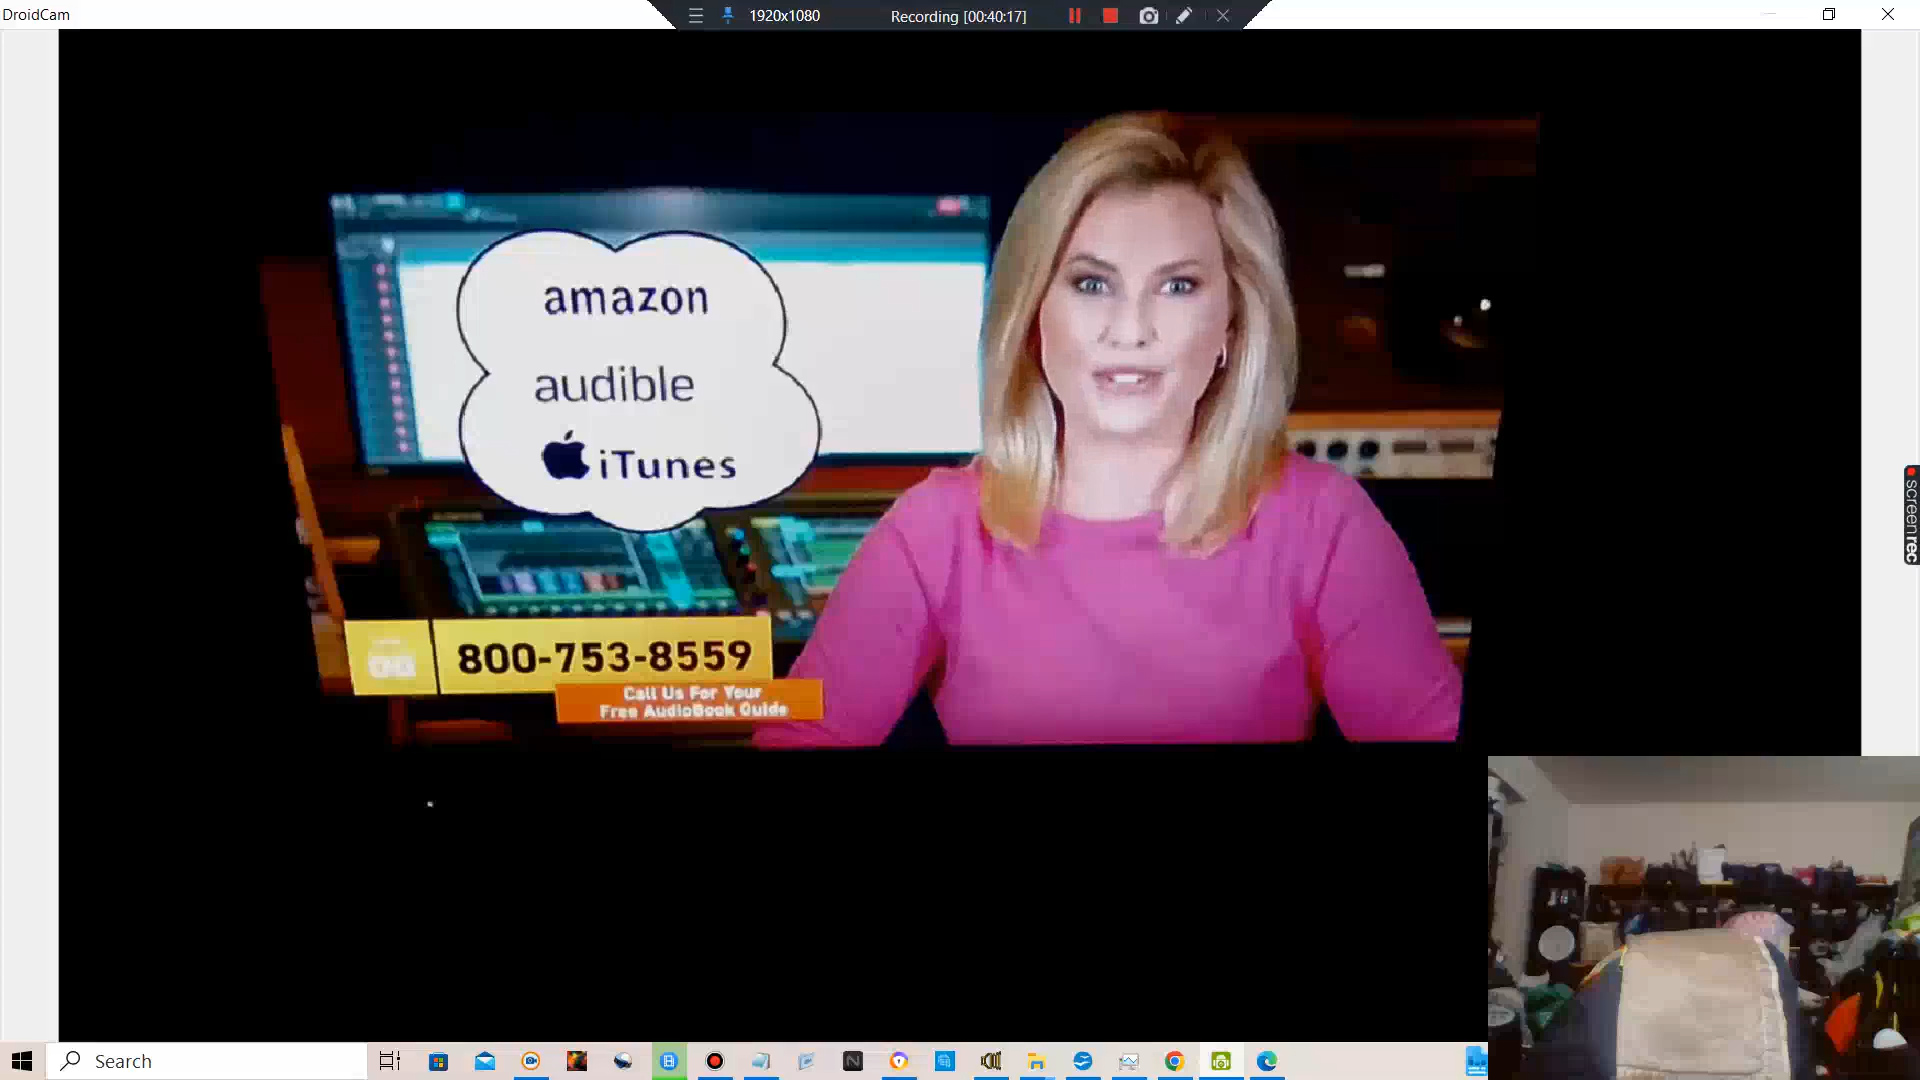 DroidCam
1920x1080
Recording [00:40:17]
amazon
audible
iTunes
800-753-8559
Call Us For Your
Free AudioBook Guide
screenrec
Search